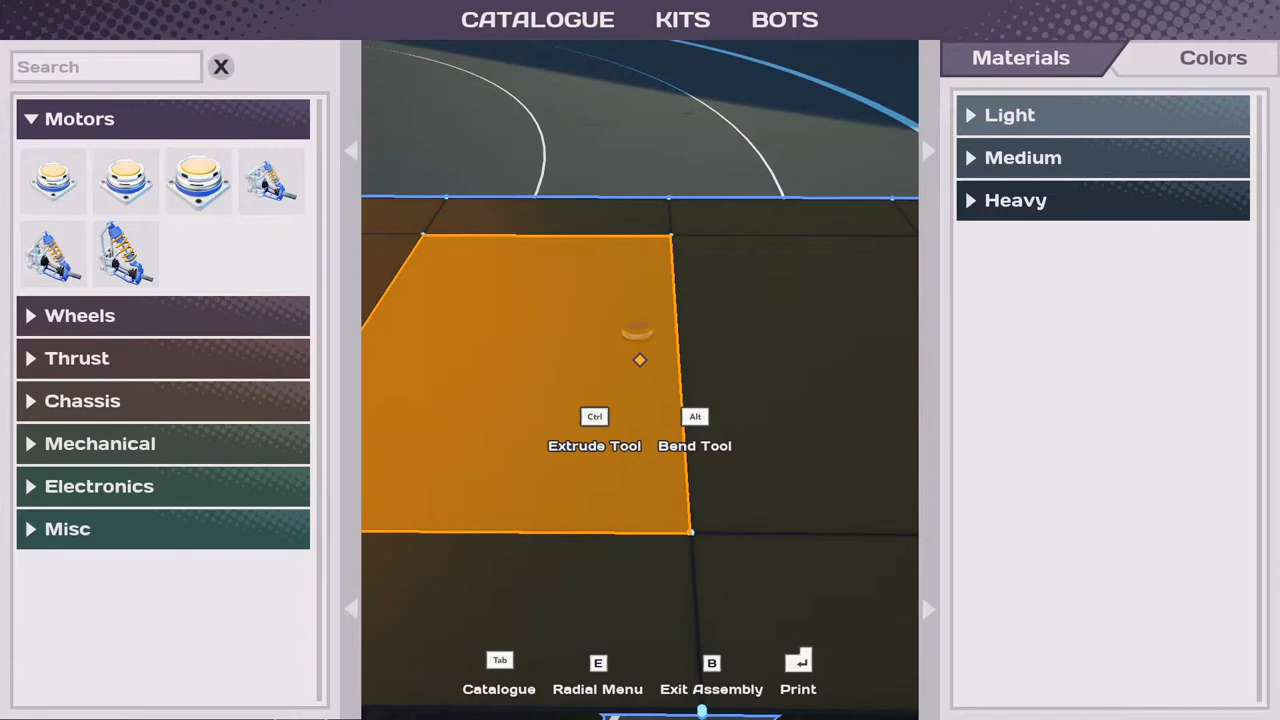 CATALOGUE KITS BOTS
Search X
Motors
Wheels
Thrust
Chassis
Mechanical
Electronics
Misc
Materials Colors
Light
Medium
Heavy
Ctrl Alt
Extrude Tool Bend Tool
Tab E B
Catalogue Radial Menu Exit Assembly Print